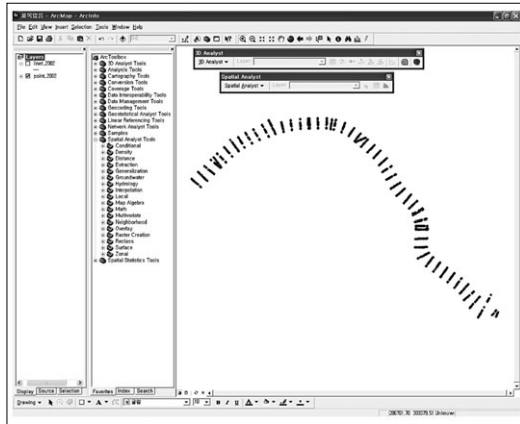 - ArcMap - ArcInfo
File Edit View Insert Selection Tools Window Help
3D Analyst
3D Analyst Layer:
Spatial Analyst
Spatial Analyst Layer:
Layers
point_2002
ArcToolbox
3D Analyst Tools
Analysis Tools
Cartography Tools
Conversion Tools
Coverage Tools
Data Interoperability Tools
Data Management Tools
Geocoding Tools
Geostatistical Analyst Tools
Linear Referencing Tools
Network Analyst Tools
Samples
Spatial Analyst Tools
Conditional
Density
Distance
Extraction
Generalization
Groundwater
Hydrology
Interpolation
Local
Map Algebra
Math
Multivariate
Neighborhood
Overlay
Raster Creation
Reclass
Surface
Zonal
Spatial Statistics Tools
Display Source Selection
Favorites Index Search
Drawing 굴림 10 B I U A